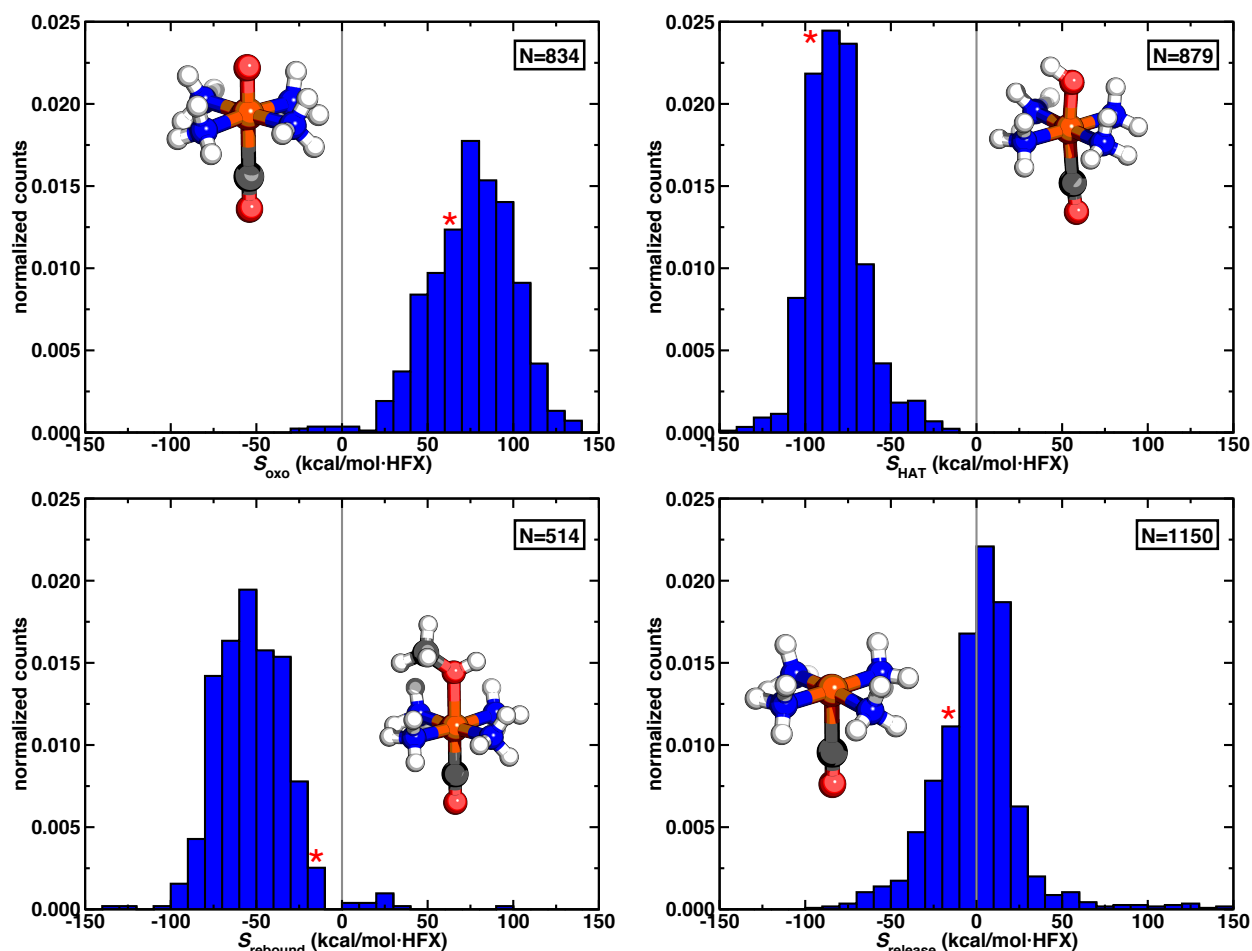 0.025
0.020
0.015
0.010
0.005
0.000
normalized counts
N=834
*
-150 -100 -50 0 50 100 150
S_oxo (kcal/mol·HFX)
0.025
0.020
0.015
0.010
0.005
0.000
normalized counts
N=879
*
-150 -100 -50 0 50 100 150
S_HAT (kcal/mol·HFX)
0.025
0.020
0.015
0.010
0.005
0.000
normalized counts
N=514
*
-150 -100 -50 0 50 100 150
S_rebound (kcal/mol·HFX)
0.025
0.020
0.015
0.010
0.005
0.000
normalized counts
N=1150
*
-150 -100 -50 0 50 100 150
S_release (kcal/mol·HFX)